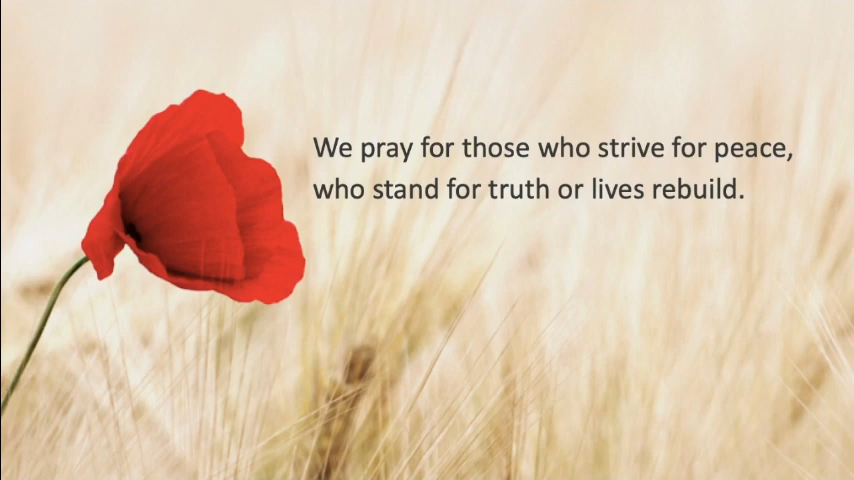 We pray for those who strive for peace,
who stand for truth or lives rebuild.